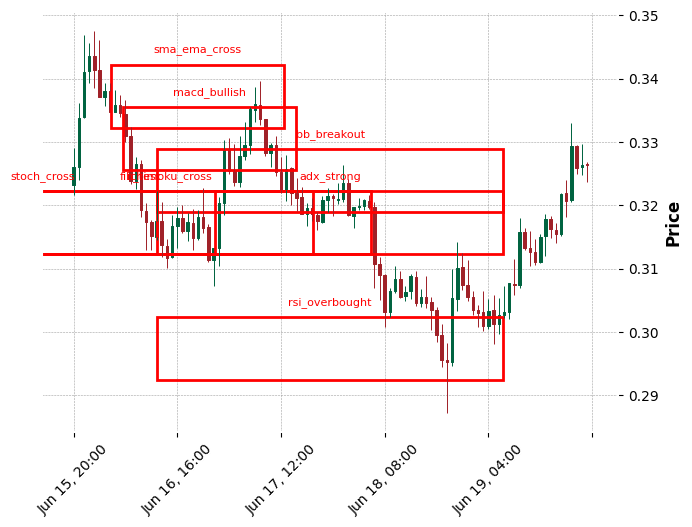 0.35
sma_ema_cross
0.34
macd_bullish
bb_breakout
0.33
stoch_cross
adx_strong
0.32
Price
0.31
rsi_overbought
0.30
0.29
Jun 15, 20:00
Jun 16, 16:00
Jun 17, 12:00
Jun 18, 08:00
Jun 19, 04:00